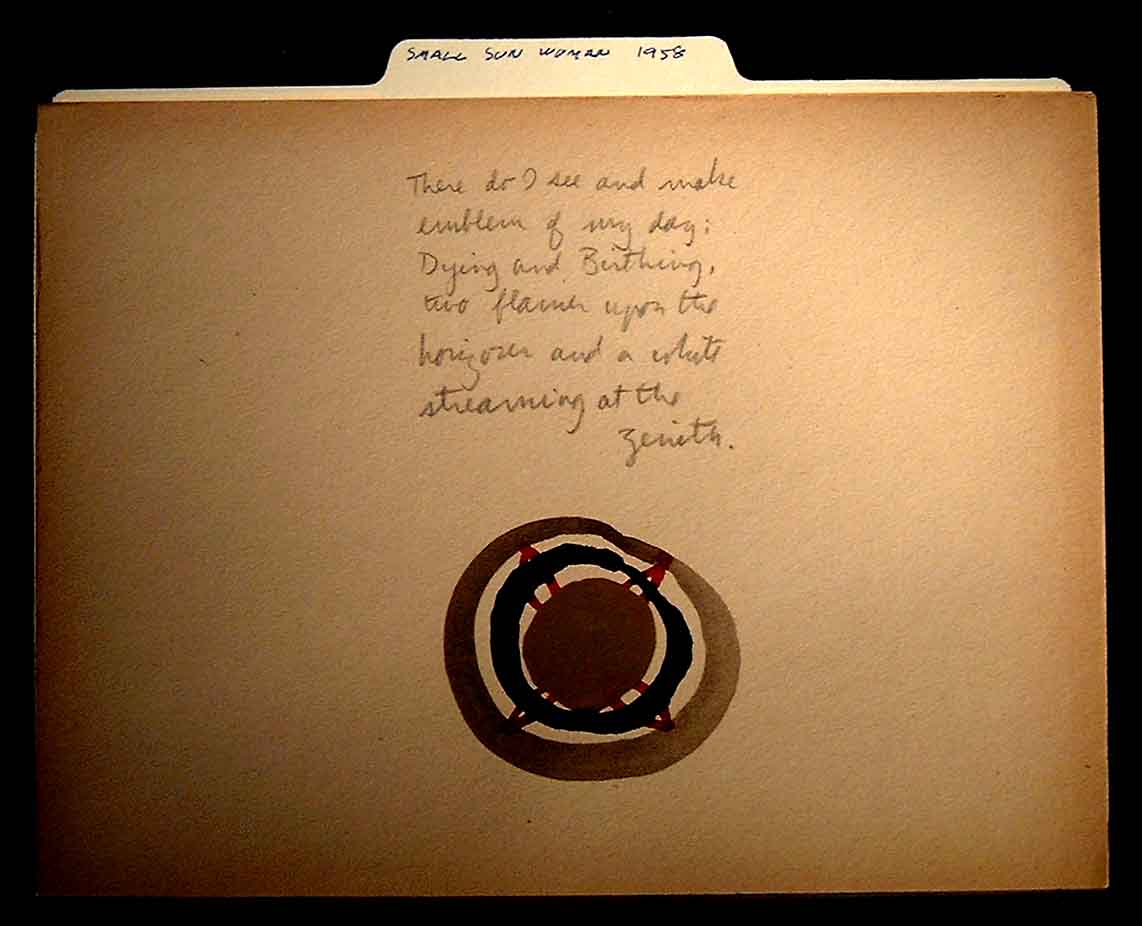 SMALL SUN WOMAN 1958
There do I see and make
emblem of my day:
Dying and Birthing,
two flames upon the
horizon and a white
streaming at the
zenith.